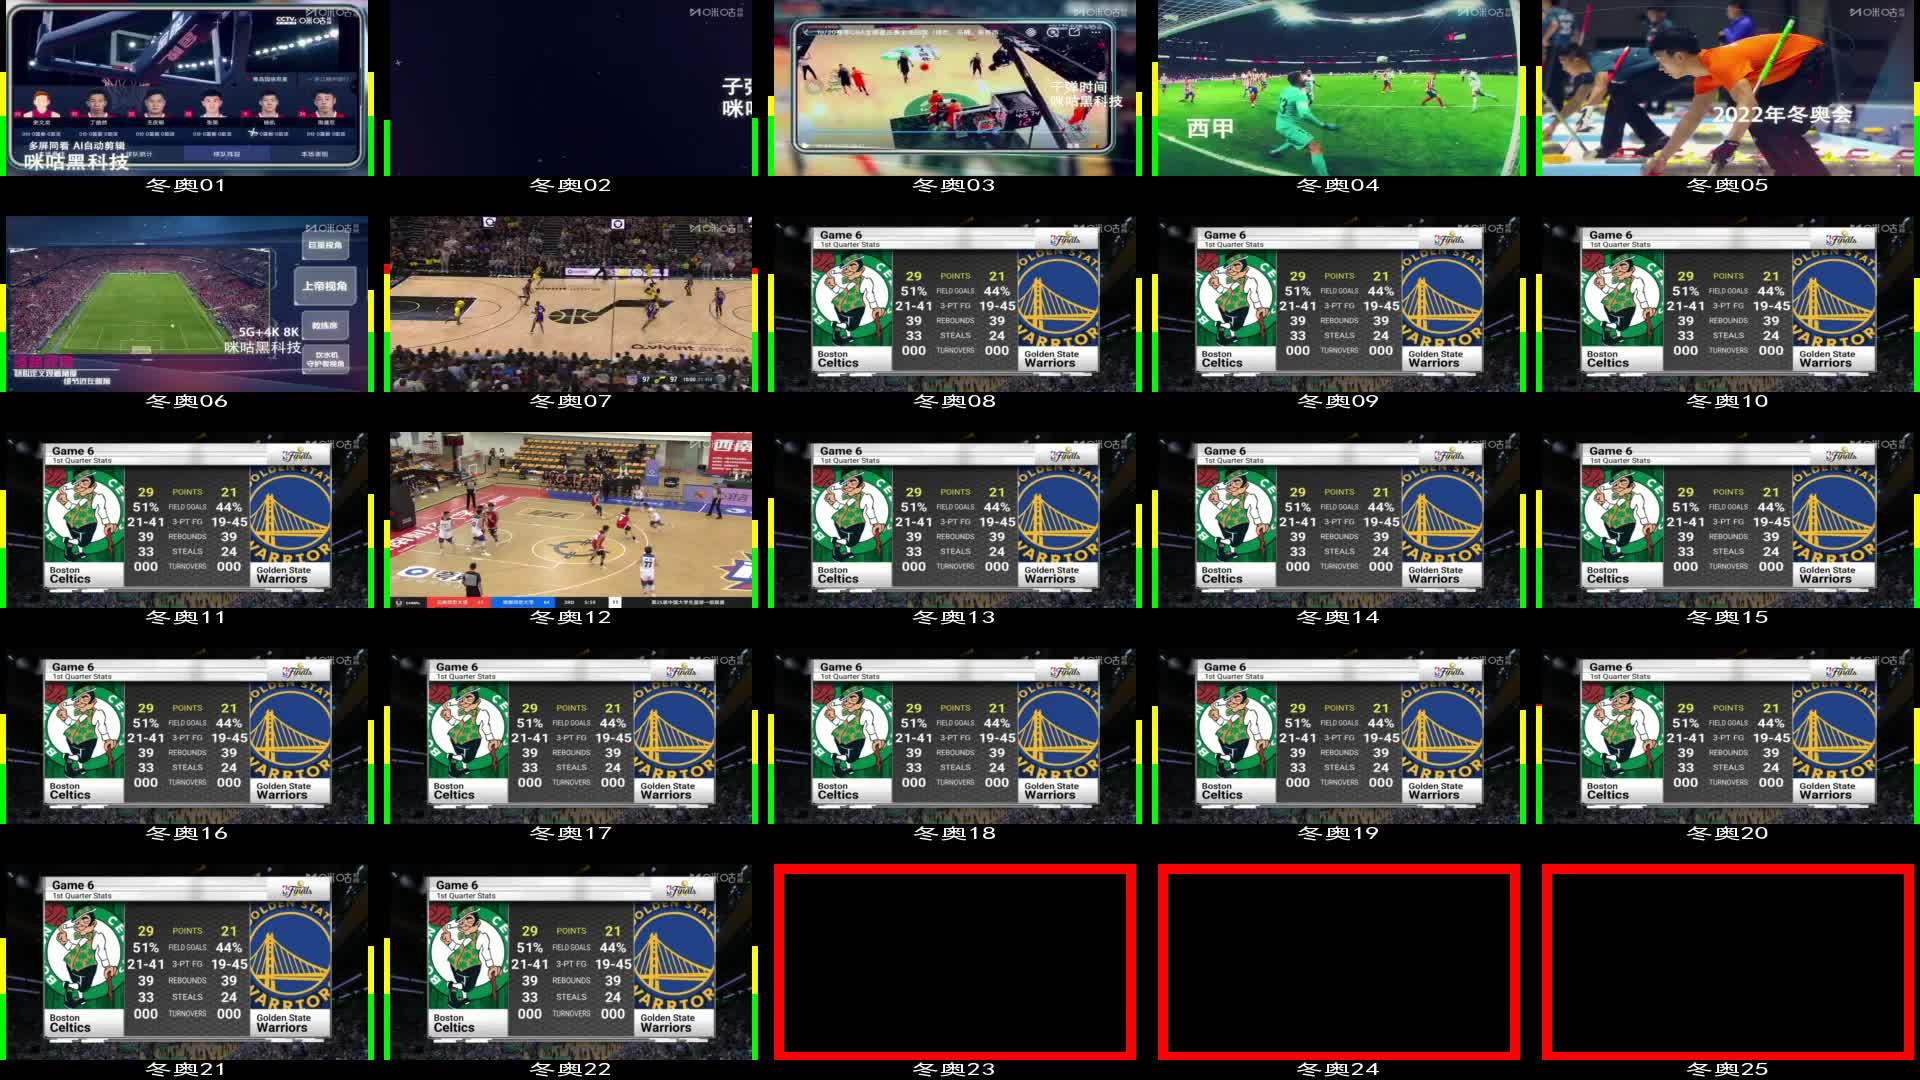 CCTV 咪咕
多屏同看 AI自动剪辑
咪咕黑科技
球队阵容
冬奥01
咪咕
子弹
咪咕
冬奥02
咪咕
子弹时间
咪咕黑科技
冬奥03
咪咕
西甲
冬奥04
咪咕
2022年冬奥会
冬奥05
咪咕
巨星视角
上帝视角
教练席
饮水机
守护者视角
5G+4K 8K
咪咕黑科技
冬奥06
咪咕
vivint arena
97 97
冬奥07
Game 6
1st Quarter Stats
Finals
29 POINTS 21
51% FIELD GOALS 44%
21-41 3-PT FG 19-45
39 REBOUNDS 39
33 STEALS 24
000 TURNOVERS 000
Boston
Celtics
Golden State
Warriors
冬奥08
Game 6
1st Quarter Stats
Finals
29 POINTS 21
51% FIELD GOALS 44%
21-41 3-PT FG 19-45
39 REBOUNDS 39
33 STEALS 24
000 TURNOVERS 000
Boston
Celtics
Golden State
Warriors
冬奥09
Game 6
1st Quarter Stats
Finals
29 POINTS 21
51% FIELD GOALS 44%
21-41 3-PT FG 19-45
39 REBOUNDS 39
33 STEALS 24
000 TURNOVERS 000
Boston
Celtics
Golden State
Warriors
冬奥10
Game 6
1st Quarter Stats
Finals
29 POINTS 21
51% FIELD GOALS 44%
21-41 3-PT FG 19-45
39 REBOUNDS 39
33 STEALS 24
000 TURNOVERS 000
Boston
Celtics
Golden State
Warriors
冬奥11
西南
77
冬奥12
Game 6
1st Quarter Stats
Finals
29 POINTS 21
51% FIELD GOALS 44%
21-41 3-PT FG 19-45
39 REBOUNDS 39
33 STEALS 24
000 TURNOVERS 000
Boston
Celtics
Golden State
Warriors
冬奥13
Game 6
1st Quarter Stats
Finals
29 POINTS 21
51% FIELD GOALS 44%
21-41 3-PT FG 19-45
39 REBOUNDS 39
33 STEALS 24
000 TURNOVERS 000
Boston
Celtics
Golden State
Warriors
冬奥14
Game 6
1st Quarter Stats
Finals
29 POINTS 21
51% FIELD GOALS 44%
21-41 3-PT FG 19-45
39 REBOUNDS 39
33 STEALS 24
000 TURNOVERS 000
Boston
Celtics
Golden State
Warriors
冬奥15
Game 6
1st Quarter Stats
Finals
29 POINTS 21
51% FIELD GOALS 44%
21-41 3-PT FG 19-45
39 REBOUNDS 39
33 STEALS 24
000 TURNOVERS 000
Boston
Celtics
Golden State
Warriors
冬奥16
Game 6
1st Quarter Stats
Finals
29 POINTS 21
51% FIELD GOALS 44%
21-41 3-PT FG 19-45
39 REBOUNDS 39
33 STEALS 24
000 TURNOVERS 000
Boston
Celtics
Golden State
Warriors
冬奥17
Game 6
1st Quarter Stats
Finals
29 POINTS 21
51% FIELD GOALS 44%
21-41 3-PT FG 19-45
39 REBOUNDS 39
33 STEALS 24
000 TURNOVERS 000
Boston
Celtics
Golden State
Warriors
冬奥18
Game 6
1st Quarter Stats
Finals
29 POINTS 21
51% FIELD GOALS 44%
21-41 3-PT FG 19-45
39 REBOUNDS 39
33 STEALS 24
000 TURNOVERS 000
Boston
Celtics
Golden State
Warriors
冬奥19
Game 6
1st Quarter Stats
Finals
29 POINTS 21
51% FIELD GOALS 44%
21-41 3-PT FG 19-45
39 REBOUNDS 39
33 STEALS 24
000 TURNOVERS 000
Boston
Celtics
Golden State
Warriors
冬奥20
Game 6
1st Quarter Stats
Finals
29 POINTS 21
51% FIELD GOALS 44%
21-41 3-PT FG 19-45
39 REBOUNDS 39
33 STEALS 24
000 TURNOVERS 000
Boston
Celtics
Golden State
Warriors
冬奥21
Game 6
1st Quarter Stats
Finals
29 POINTS 21
51% FIELD GOALS 44%
21-41 3-PT FG 19-45
39 REBOUNDS 39
33 STEALS 24
000 TURNOVERS 000
Boston
Celtics
Golden State
Warriors
冬奥22
冬奥23
冬奥24
冬奥25